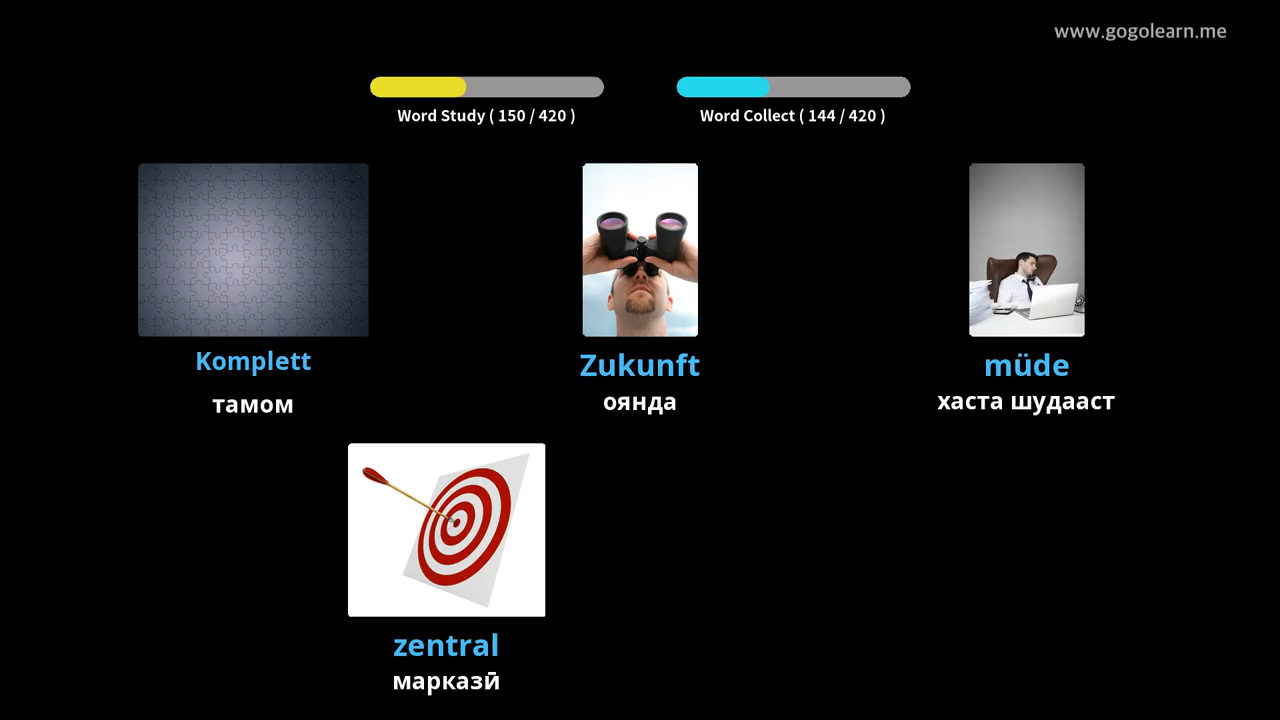 www.gogolearn.me
Word Study ( 150 / 420 )
Word Collect ( 144 / 420 )
Komplett
тамом
Zukunft
оянда
müde
хаста шудааст
zentral
марказӣ